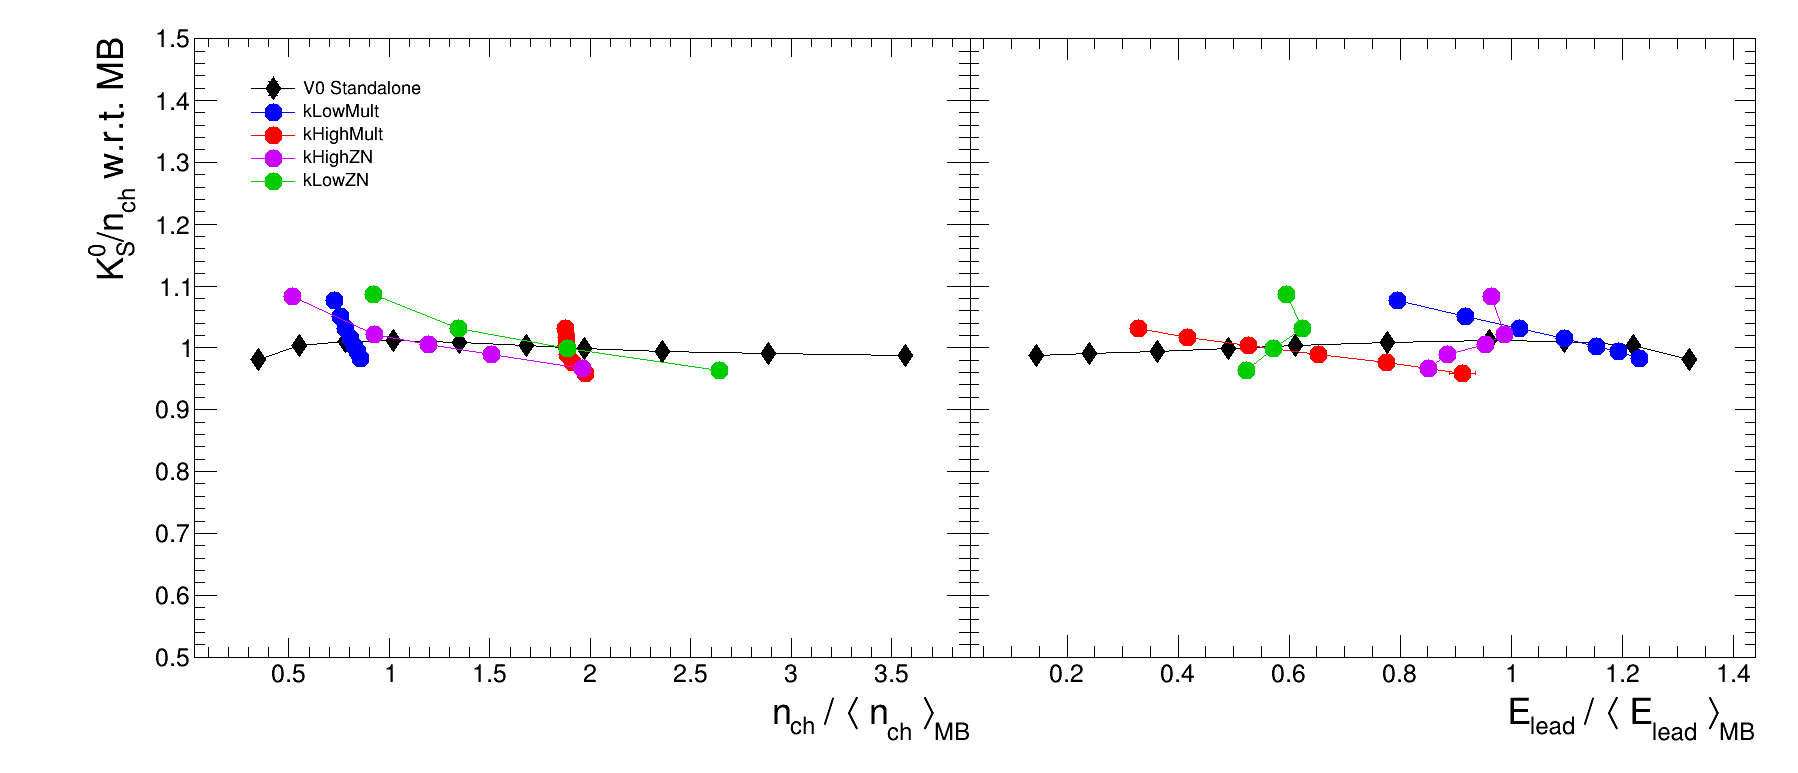 K⁰S/nch w.r.t. MB
1.5
1.4
1.3
1.2
1.1
1
0.9
0.8
0.7
0.6
0.5
V0 Standalone
kLowMult
kHighMult
kHighZN
kLowZN
0.5 1 1.5 2 2.5 3 3.5
0.2 0.4 0.6 0.8 1 1.2 1.4
nch / ⟨ nch ⟩MB
Elead / ⟨ Elead ⟩MB